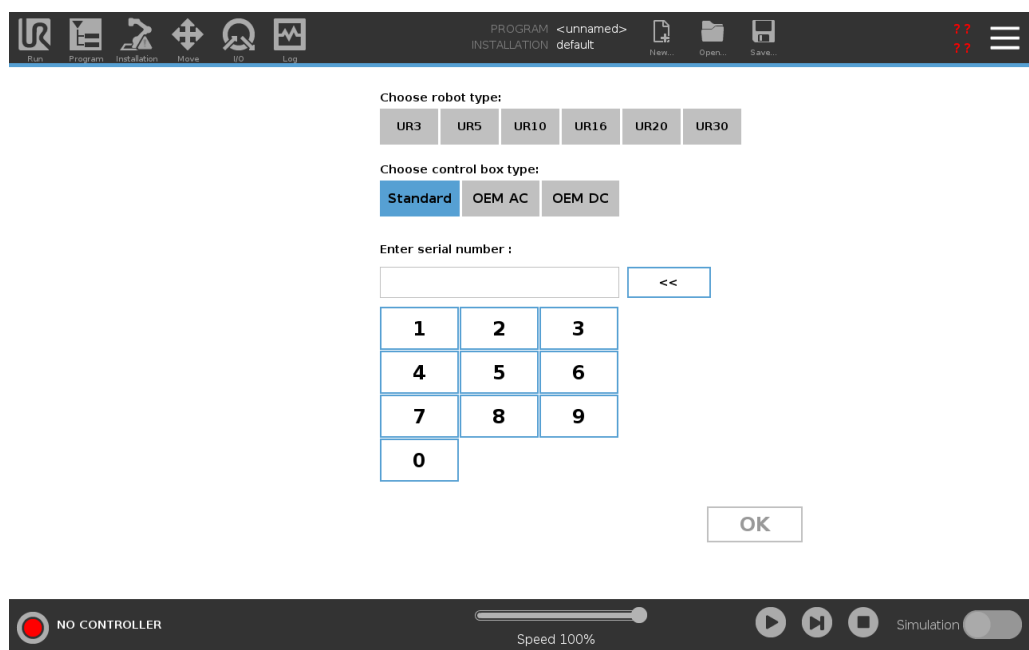 PROGRAM <unnamed>
INSTALLATION default
Run Program Installation Move I/O Log New... Open... Save...
? ?
? ?
Choose robot type:
UR3 UR5 UR10 UR16 UR20 UR30
Choose control box type:
Standard OEM AC OEM DC
Enter serial number :
<<
1 2 3
4 5 6
7 8 9
0
OK
NO CONTROLLER
Speed 100%
Simulation